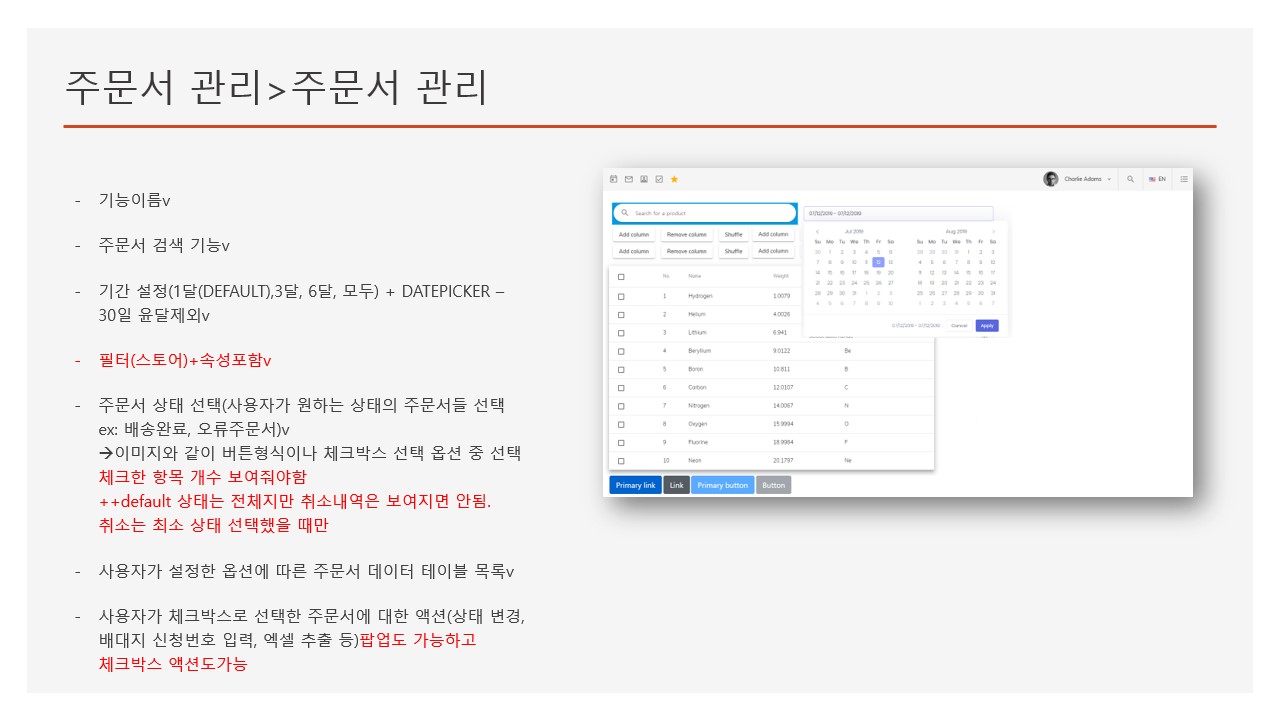 주문서 관리>주문서 관리
- 기능이름v
- 주문서 검색 기능v
- 기간 설정(1달(DEFAULT),3달, 6달, 모두) + DATEPICKER –
30일 윤달제외v
- 필터(스토어)+속성포함v
- 주문서 상태 선택(사용자가 원하는 상태의 주문서들 선택
ex: 배송완료, 오류주문서)v
→이미지와 같이 버튼형식이나 체크박스 선택 옵션 중 선택
체크한 항목 개수 보여줘야함
++default 상태는 전체지만 취소내역은 보여지면 안됨.
취소는 최소 상태 선택했을 때만
- 사용자가 설정한 옵션에 따른 주문서 데이터 테이블 목록v
- 사용자가 체크박스로 선택한 주문서에 대한 액션(상태 변경,
배대지 신청번호 입력, 엑셀 추출 등)팝업도 가능하고
체크박스 액션도가능
Charlie Adams EN
Search for a product
07/12/2019 - 07/12/2019
Add column Remove column Shuffle Add column
Add column Remove column Shuffle Add column
Jul 2019 Aug 2019
Su Mo Tu We Th Fr Sa Su Mo Tu We Th Fr Sa
30 1 2 3 4 5 6 28 29 30 31 1 2 3
7 8 9 10 11 12 13 4 5 6 7 8 9 10
14 15 16 17 18 19 20 11 12 13 14 15 16 17
21 22 23 24 25 26 27 18 19 20 21 22 23 24
28 29 30 31 1 2 3 25 26 27 28 29 30 31
4 5 6 7 8 9 10 1 2 3 4 5 6 7
07/12/2019 - 07/12/2019 Cancel Apply
No. Name Weight
1 Hydrogen 1.0079
2 Helium 4.0026
3 Lithium 6.941
4 Berylium 9.0122 Be
5 Boron 10.811 B
6 Carbon 12.0107 C
7 Nitrogen 14.0067 N
8 Oxygen 15.9994 O
9 Fluorine 18.9984 F
10 Neon 20.1797 Ne
Primary link Link Primary button Button